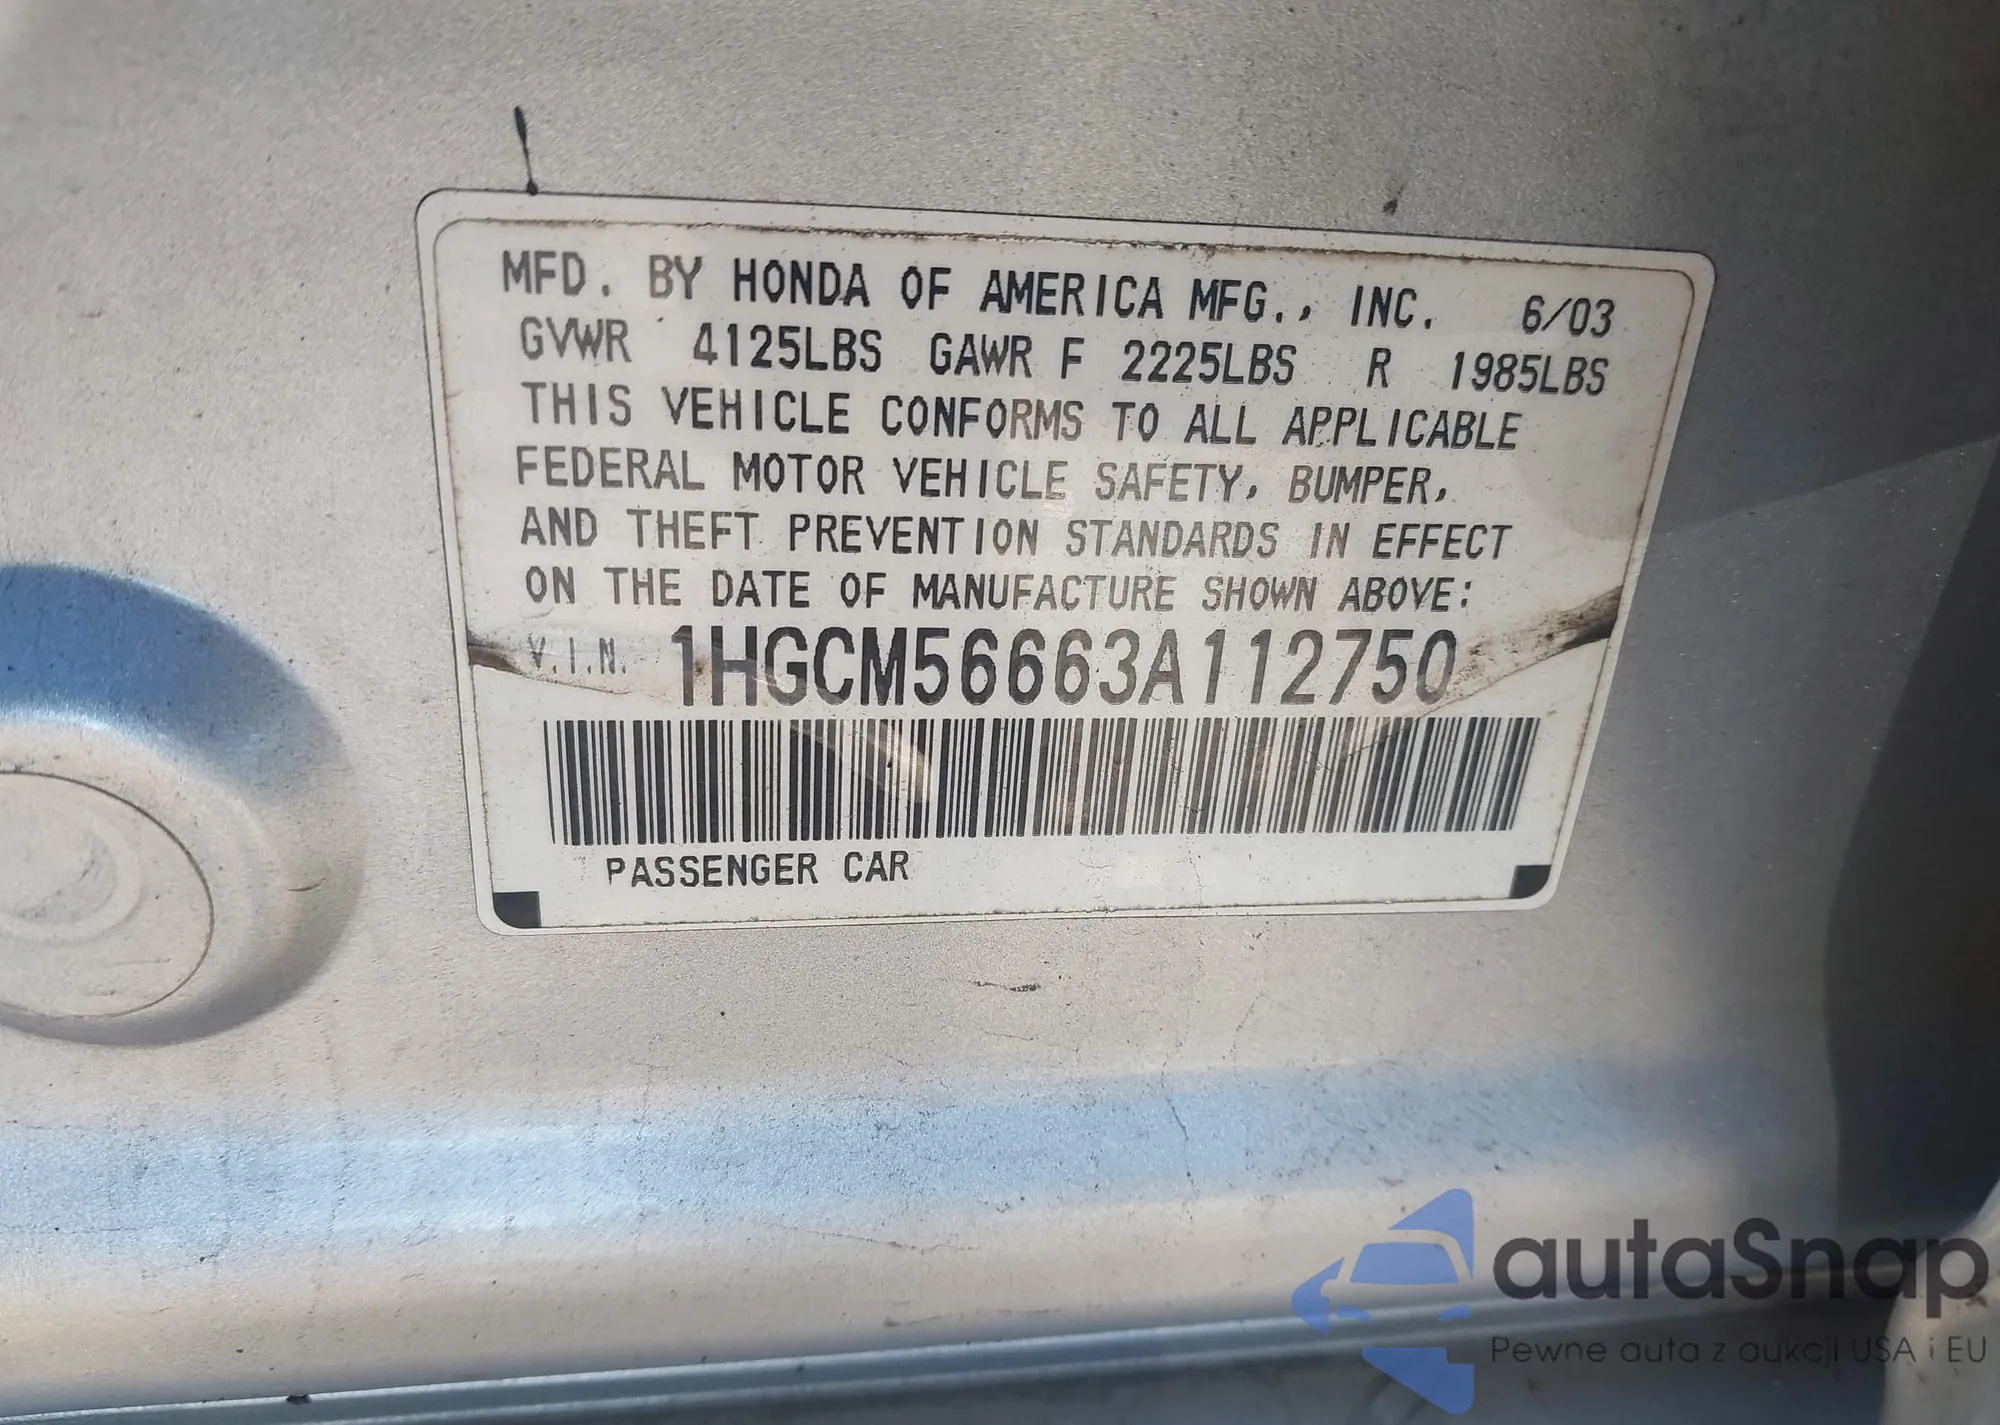 MFD. BY HONDA OF AMERICA MFG., INC. 6/03
GVWR 4125LBS GAWR F 2225LBS R 1985LBS
THIS VEHICLE CONFORMS TO ALL APPLICABLE
FEDERAL MOTOR VEHICLE SAFETY, BUMPER,
AND THEFT PREVENTION STANDARDS IN EFFECT
ON THE DATE OF MANUFACTURE SHOWN ABOVE:
V.I.N. 1HGCM56663A112750
PASSENGER CAR
autaSnap
Pewne auta z aukcji USA i EU